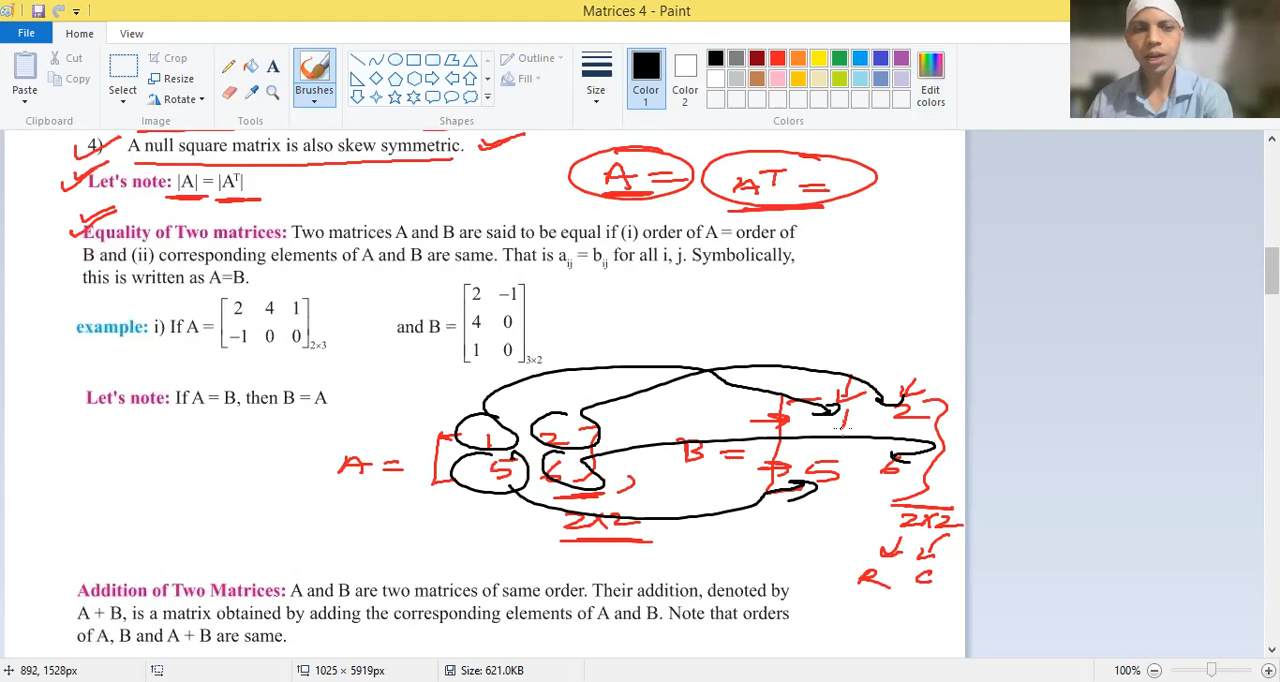 Matrices 4 - Paint
File Home View
Cut
Copy
Paste
Clipboard
Select
Crop
Resize
Rotate
Image
A
Tools
Brushes
Outline
Fill
Shapes
Size
Color 1
Color 2
Edit colors
Colors
4) A null square matrix is also skew symmetric.
Let's note: |A| = |Aᵀ|
A =
Aᵀ =
Equality of Two matrices: Two matrices A and B are said to be equal if (i) order of A = order of
B and (ii) corresponding elements of A and B are same. That is aᵢⱼ = bᵢⱼ for all i, j. Symbolically,
this is written as A=B.
example: i) If A = [2 4 1
−1 0 0]2×3
and B = [2 −1
4 0
1 0]3×2
Let's note: If A = B, then B = A
A = [1 2
5 6] ,
2×2
B = [1 2
5 6]
2×2
R C
Addition of Two Matrices: A and B are two matrices of same order. Their addition, denoted by
A + B, is a matrix obtained by adding the corresponding elements of A and B. Note that orders
of A, B and A + B are same.
892, 1528px
1025 × 5919px
Size: 621.0KB
100%